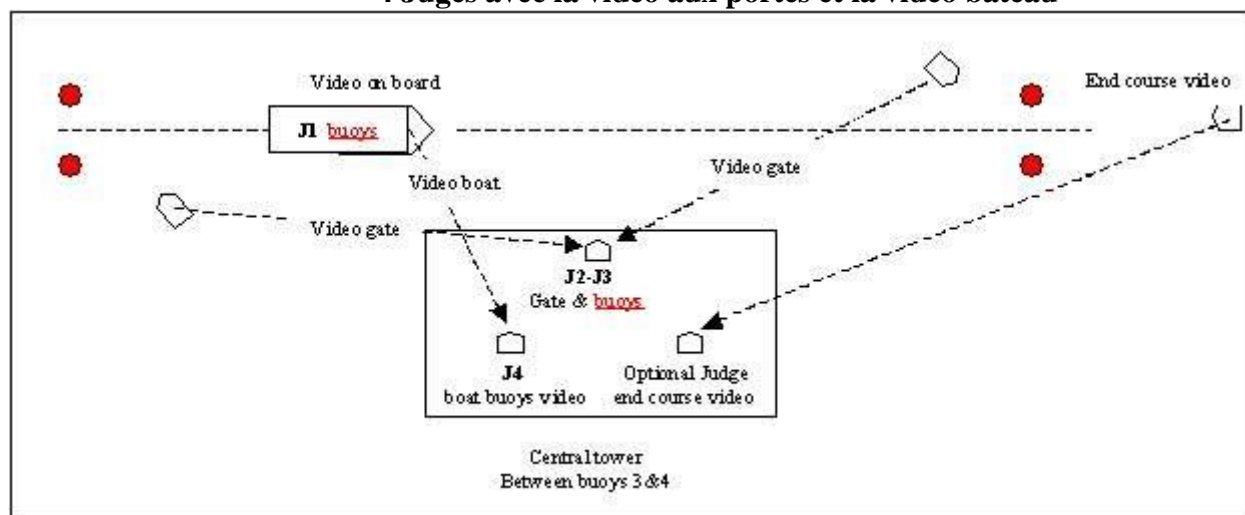 End course video
Video on board
J1 buoys
Video gate
Video boat
Video gate
J2-J3
Gate & buoys
J4
boat buoys video
Optional Judge
end course video
Central tower
Between buoys 3&4